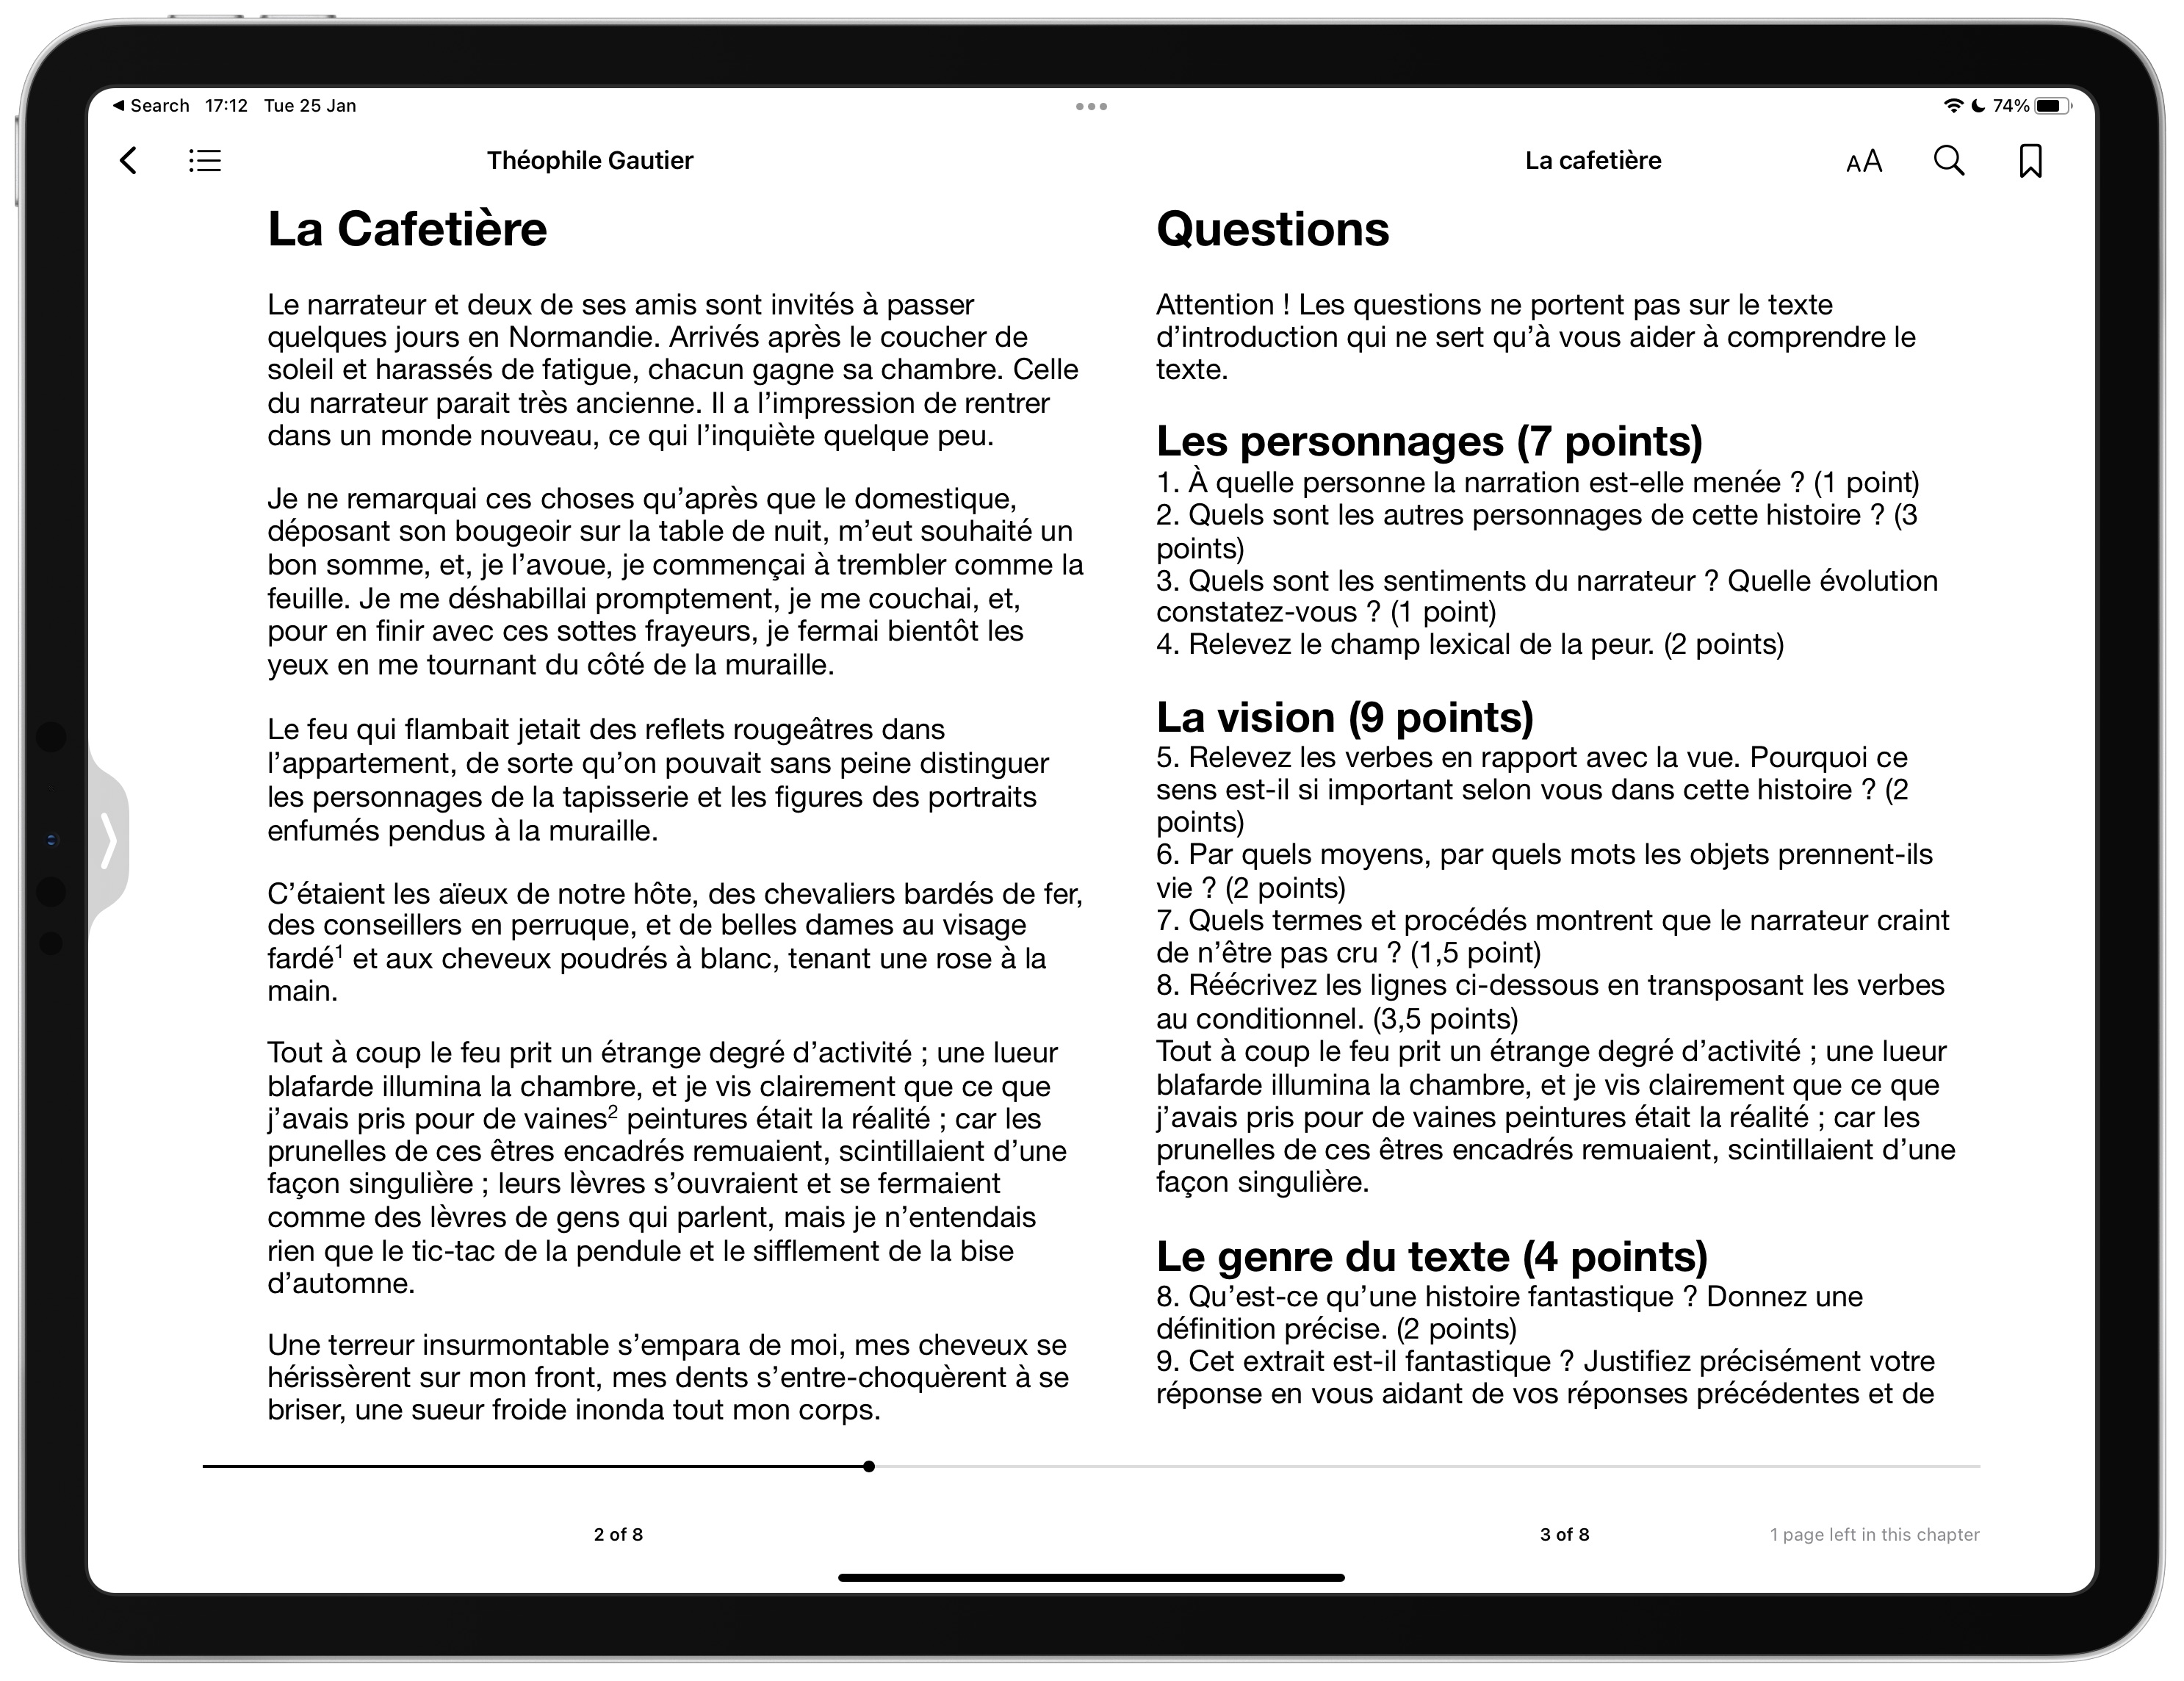 ◀ Search 17:12 Tue 25 Jan
74%
Théophile Gautier
La cafetière
AA
La Cafetière
Le narrateur et deux de ses amis sont invités à passer
quelques jours en Normandie. Arrivés après le coucher de
soleil et harassés de fatigue, chacun gagne sa chambre. Celle
du narrateur parait très ancienne. Il a l’impression de rentrer
dans un monde nouveau, ce qui l’inquiète quelque peu.
Je ne remarquai ces choses qu’après que le domestique,
déposant son bougeoir sur la table de nuit, m’eut souhaité un
bon somme, et, je l’avoue, je commençai à trembler comme la
feuille. Je me déshabillai promptement, je me couchai, et,
pour en finir avec ces sottes frayeurs, je fermai bientôt les
yeux en me tournant du côté de la muraille.
Le feu qui flambait jetait des reflets rougeâtres dans
l’appartement, de sorte qu’on pouvait sans peine distinguer
les personnages de la tapisserie et les figures des portraits
enfumés pendus à la muraille.
C’étaient les aïeux de notre hôte, des chevaliers bardés de fer,
des conseillers en perruque, et de belles dames au visage
fardé1 et aux cheveux poudrés à blanc, tenant une rose à la
main.
Tout à coup le feu prit un étrange degré d’activité ; une lueur
blafarde illumina la chambre, et je vis clairement que ce que
j’avais pris pour de vaines2 peintures était la réalité ; car les
prunelles de ces êtres encadrés remuaient, scintillaient d’une
façon singulière ; leurs lèvres s’ouvraient et se fermaient
comme des lèvres de gens qui parlent, mais je n’entendais
rien que le tic-tac de la pendule et le sifflement de la bise
d’automne.
Une terreur insurmontable s’empara de moi, mes cheveux se
hérissèrent sur mon front, mes dents s’entre-choquèrent à se
briser, une sueur froide inonda tout mon corps.
Questions
Attention ! Les questions ne portent pas sur le texte
d’introduction qui ne sert qu’à vous aider à comprendre le
texte.
Les personnages (7 points)
1. À quelle personne la narration est-elle menée ? (1 point)
2. Quels sont les autres personnages de cette histoire ? (3
points)
3. Quels sont les sentiments du narrateur ? Quelle évolution
constatez-vous ? (1 point)
4. Relevez le champ lexical de la peur. (2 points)
La vision (9 points)
5. Relevez les verbes en rapport avec la vue. Pourquoi ce
sens est-il si important selon vous dans cette histoire ? (2
points)
6. Par quels moyens, par quels mots les objets prennent-ils
vie ? (2 points)
7. Quels termes et procédés montrent que le narrateur craint
de n’être pas cru ? (1,5 point)
8. Réécrivez les lignes ci-dessous en transposant les verbes
au conditionnel. (3,5 points)
Tout à coup le feu prit un étrange degré d’activité ; une lueur
blafarde illumina la chambre, et je vis clairement que ce que
j’avais pris pour de vaines peintures était la réalité ; car les
prunelles de ces êtres encadrés remuaient, scintillaient d’une
façon singulière.
Le genre du texte (4 points)
8. Qu’est-ce qu’une histoire fantastique ? Donnez une
définition précise. (2 points)
9. Cet extrait est-il fantastique ? Justifiez précisément votre
réponse en vous aidant de vos réponses précédentes et de
2 of 8
3 of 8
1 page left in this chapter